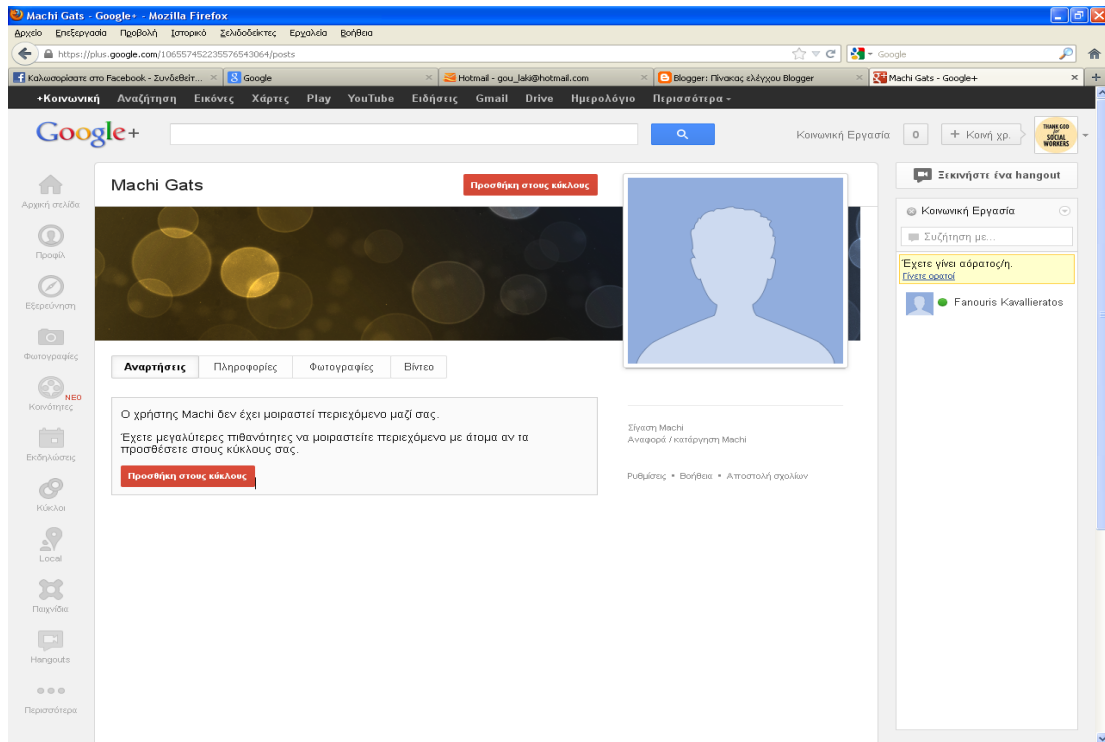 Machi Gats - Google+ - Mozilla Firefox
Αρχείο Επεξεργασία Προβολή Ιστορικό Σελιδοδείκτες Εργαλεία Βοήθεια
https://plus.google.com/106557452235576543064/posts
Google
Καλωσορίσατε στο Facebook - Συνδεθείτ...
Google
Hotmail - gou_laki@hotmail.com
Blogger: Πίνακας ελέγχου Blogger
Machi Gats - Google+
+Κοινωνική Αναζήτηση Εικόνες Χάρτες Play YouTube Ειδήσεις Gmail Drive Ημερολόγιο Περισσότερα
Google+
Κοινωνική Εργασία 0 + Κοινή χρ.
THANK GOD
for
SOCIAL
WORKERS
Αρχική σελίδα
Προφίλ
Εξερεύνηση
Φωτογραφίες
ΝΕΟ
Κοινότητες
Εκδηλώσεις
Κύκλοι
Local
Παιχνίδια
Hangouts
Περισσότερα
Machi Gats
Προσθήκη στους κύκλους
Αναρτήσεις Πληροφορίες Φωτογραφίες Βίντεο
Ο χρήστης Machi δεν έχει μοιραστεί περιεχόμενο μαζί σας.
Έχετε μεγαλύτερες πιθανότητες να μοιραστείτε περιεχόμενο με άτομα αν τα
προσθέσετε στους κύκλους σας.
Προσθήκη στους κύκλους
Σίγαση Machi
Αναφορά / κατάργηση Machi
Ρυθμίσεις • Βοήθεια • Αποστολή σχολίων
Ξεκινήστε ένα hangout
Κοινωνική Εργασία
Συζήτηση με...
Έχετε γίνει αόρατος/η.
Γίνετε ορατοί
Fanouris Kavallieratos